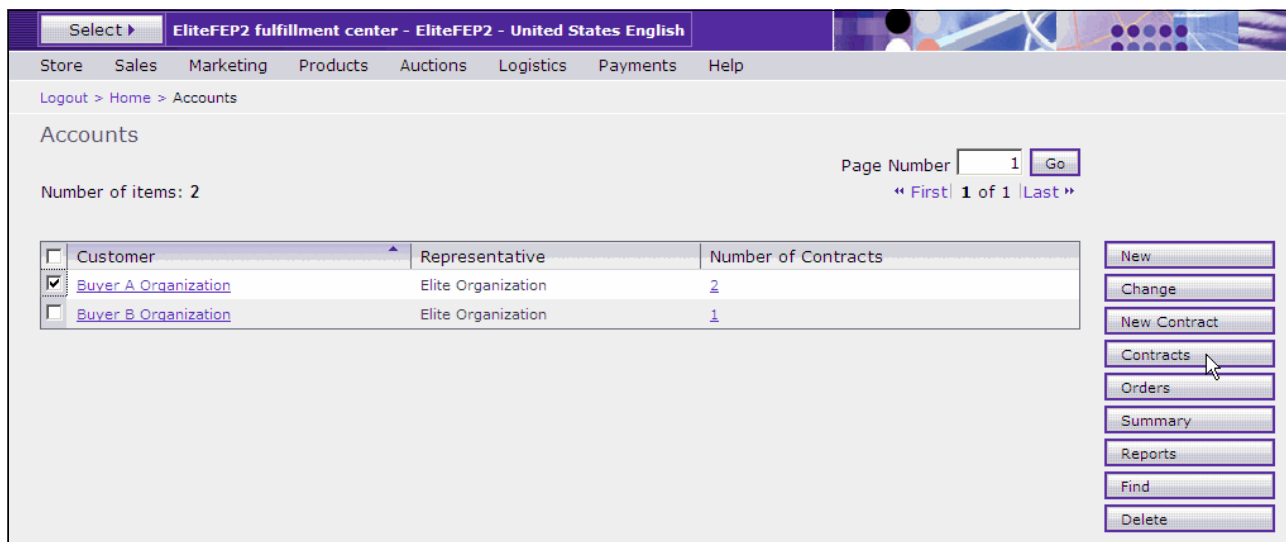 Select EliteFEP2 fulfillment center - EliteFEP2 - United States English
Store Sales Marketing Products Auctions Logistics Payments Help
Logout > Home > Accounts
Accounts
Page Number 1 Go
Number of items: 2
First 1 of 1 Last
Customer Representative Number of Contracts
Buyer A Organization Elite Organization 2
Buyer B Organization Elite Organization 1
New
Change
New Contract
Contracts
Orders
Summary
Reports
Find
Delete